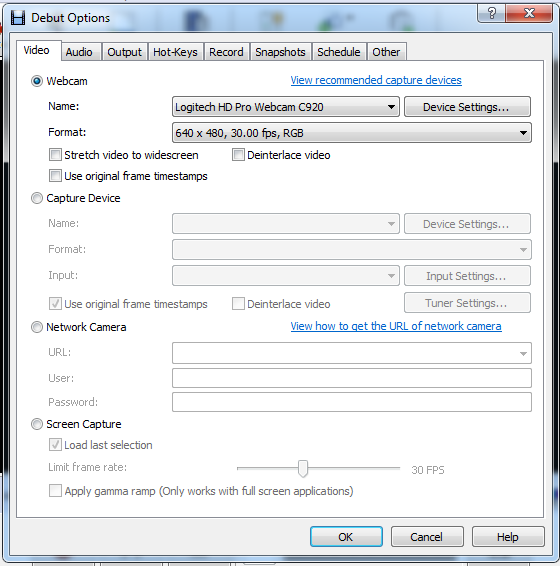 Debut Options
Video Audio Output Hot-Keys Record Snapshots Schedule Other
Webcam View recommended capture devices
Name: Logitech HD Pro Webcam C920 Device Settings...
Format: 640 x 480, 30.00 fps, RGB
Stretch video to widescreen Deinterlace video
Use original frame timestamps
Capture Device
Name: Device Settings...
Format:
Input: Input Settings...
Use original frame timestamps Deinterlace video Tuner Settings...
Network Camera View how to get the URL of network camera
URL:
User:
Password:
Screen Capture
Load last selection
Limit frame rate: 30 FPS
Apply gamma ramp (Only works with full screen applications)
OK Cancel Help